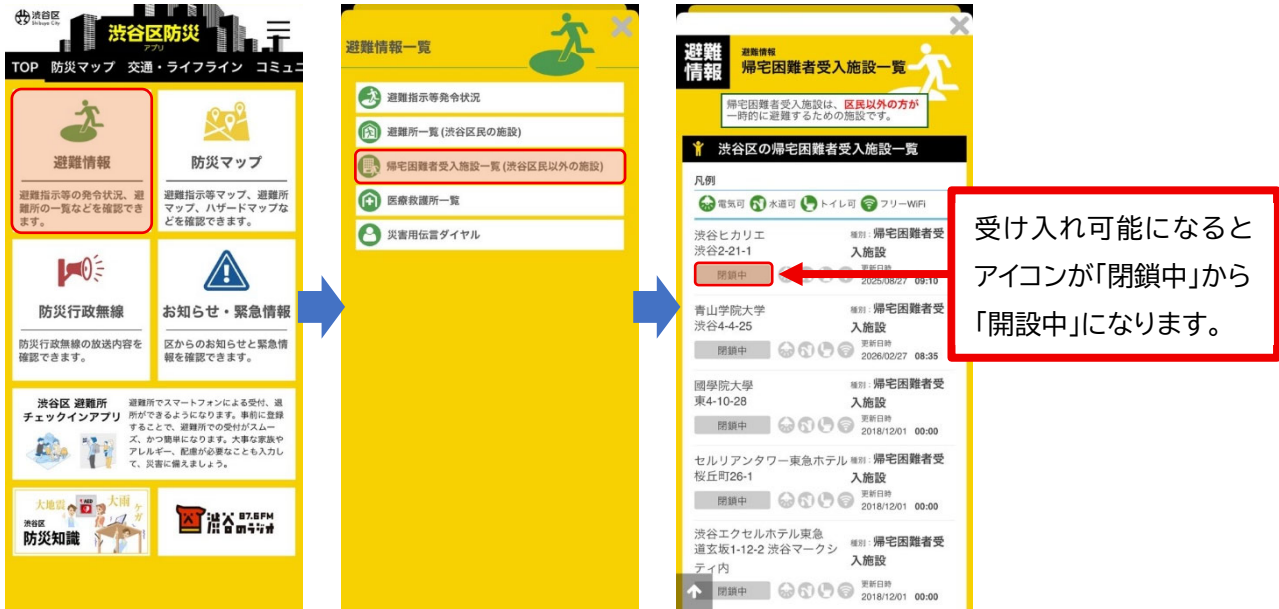 渋谷区
Shibuya City
渋谷区防災
アプリ
TOP 防災マップ 交通・ライフライン コミュニ
避難情報
避難指示等の発令状況、避
難所の一覧などを確認でき
ます。
防災マップ
避難指示等マップ、避難所
マップ、ハザードマップな
どを確認できます。
防災行政無線
防災行政無線の放送内容を
確認できます。
お知らせ・緊急情報
区からのお知らせと緊急情
報を確認できます。
渋谷区 避難所
チェックインアプリ
避難所でスマートフォンによる受付、退
所ができるようになります。事前に登録
することで、避難所での受付がスムー
ズ、かつ簡単になります。大事な家族や
アレルギー、配慮が必要なことも入力し
て、災害に備えましょう。
大地震
AED
大雨
ケガ
渋谷区
防災知識
渋谷のラジオ
87.6FM
避難情報一覧
避難指示等発令状況
避難所一覧(渋谷区民の施設)
帰宅困難者受入施設一覧(渋谷区民以外の施設)
医療救護所一覧
災害用伝言ダイヤル
避難
情報
避難情報
帰宅困難者受入施設一覧
帰宅困難者受入施設は、区民以外の方が
一時的に避難するための施設です。
渋谷区の帰宅困難者受入施設一覧
凡例
電気可 水道可 トイレ可 フリーWiFi
渋谷ヒカリエ
渋谷2-21-1
種別:帰宅困難者受
入施設
閉鎖中
更新日時
2025/08/27 09:10
青山学院大学
渋谷4-4-25
種別:帰宅困難者受
入施設
閉鎖中
更新日時
2026/02/27 08:35
國學院大學
東4-10-28
種別:帰宅困難者受
入施設
閉鎖中
更新日時
2018/12/01 00:00
セルリアンタワー東急ホテル
桜丘町26-1
種別:帰宅困難者受
入施設
閉鎖中
更新日時
2018/12/01 00:00
渋谷エクセルホテル東急
道玄坂1-12-2 渋谷マークシ
ティ内
種別:帰宅困難者受
入施設
閉鎖中
更新日時
2018/12/01 00:00
受け入れ可能になると
アイコンが「閉鎖中」から
「開設中」になります。